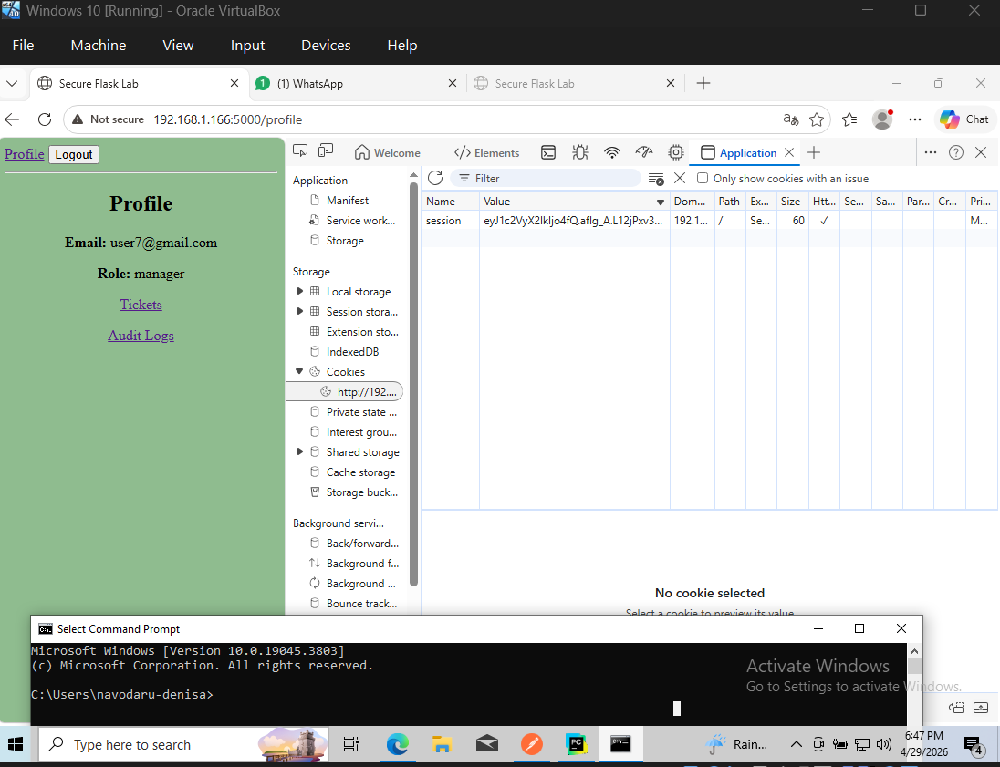 Windows 10 [Running] - Oracle VirtualBox
File Machine View Input Devices Help
Secure Flask Lab
1 (1) WhatsApp
Secure Flask Lab
Not secure 192.168.1.166:5000/profile
Chat
Profile Logout
Profile
Email: user7@gmail.com
Role: manager
Tickets
Audit Logs
Welcome
Elements
Application
Application
Manifest
Service work...
Storage
Storage
Local storage
Session stora...
Extension sto...
IndexedDB
Cookies
http://192....
Private state ...
Interest grou...
Shared storage
Cache storage
Storage buck...
Background servi...
Back/forward...
Background f...
Background ...
Bounce track...
Filter
Only show cookies with an issue
Name Value Dom... Path Ex... Size Htt... Se... Sa... Par... Cr... Pri...
session eyJ1c2VyX2lkIjo4fQ.afIg_A.L12jPxv3... 192.1... / Se... 60 ✓ M...
No cookie selected
Select a cookie to preview its value
Select Command Prompt
Microsoft Windows [Version 10.0.19045.3803]
(c) Microsoft Corporation. All rights reserved.
C:\Users\navodaru-denisa>
Activate Windows
Go to Settings to activate Windows.
Type here to search
PC
Rain...
6:47 PM
4/29/2026
4